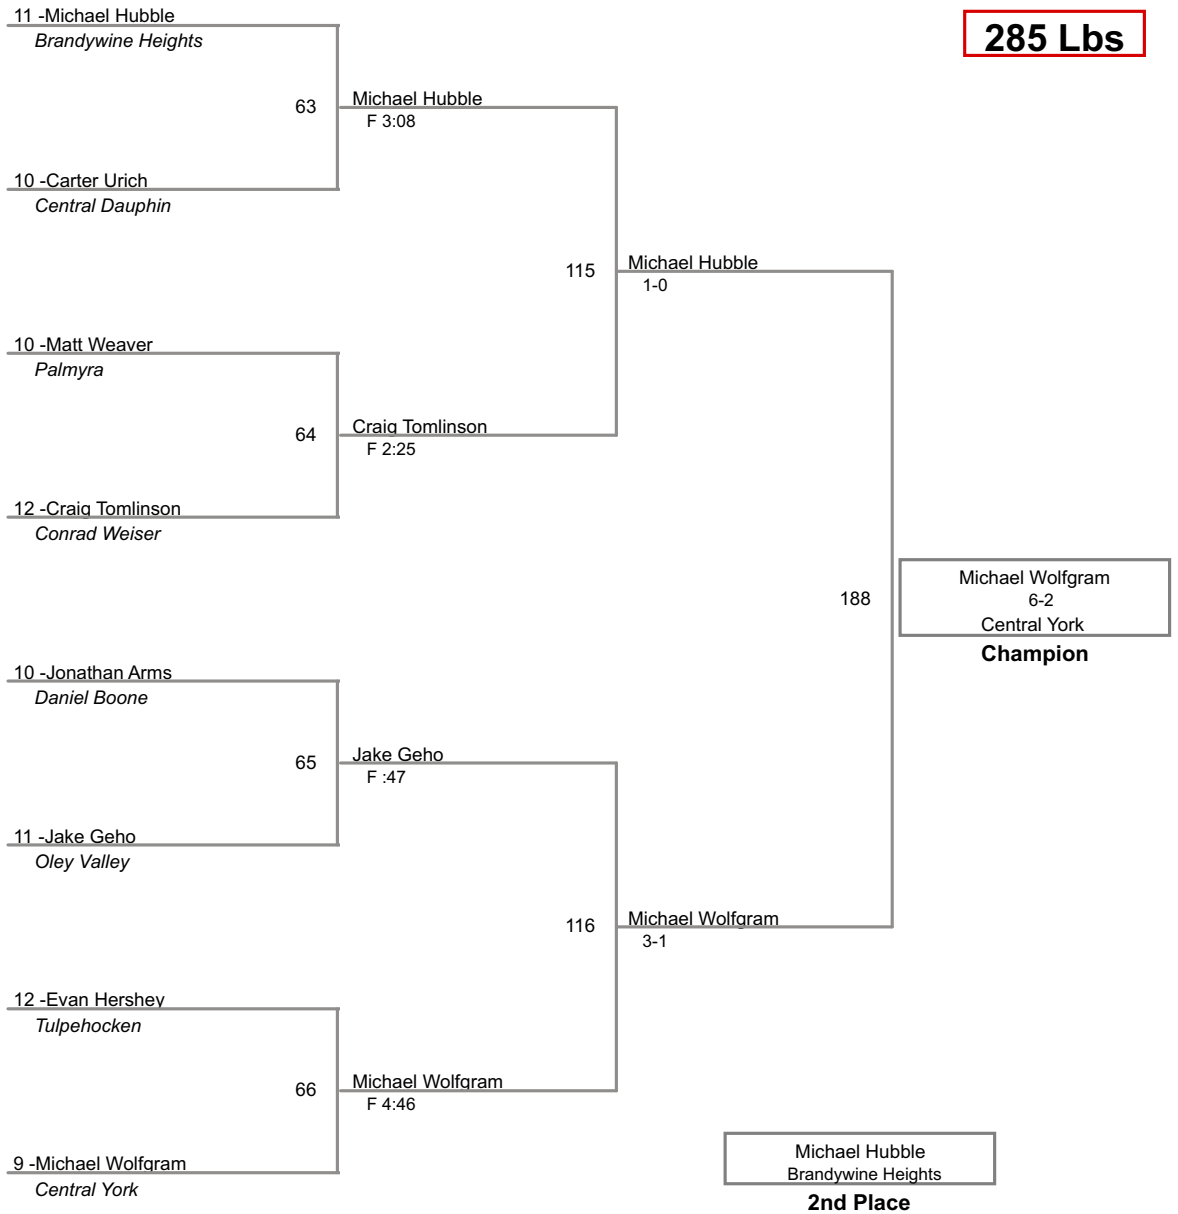 11 -Michael Hubble
Brandywine Heights
285 Lbs
63
Michael Hubble
F 3:08
10 -Carter Urich
Central Dauphin
115
Michael Hubble
1-0
10 -Matt Weaver
Palmyra
64
Craig Tomlinson
F 2:25
12 -Craig Tomlinson
Conrad Weiser
188
Michael Wolfgram
6-2
Central York
Champion
10 -Jonathan Arms
Daniel Boone
65
Jake Geho
F :47
11 -Jake Geho
Oley Valley
116
Michael Wolfgram
3-1
12 -Evan Hershey
Tulpehocken
66
Michael Wolfgram
F 4:46
9 -Michael Wolfgram
Central York
Michael Hubble
Brandywine Heights
2nd Place